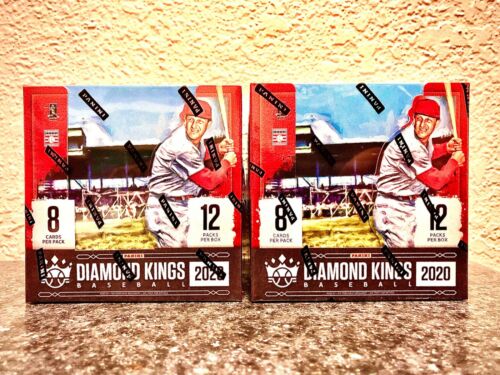 PANINI
8
CARDS
PER PACK
12
PACKS
PER BOX
PANINI
DIAMOND KINGS
BASEBALL
2020
PANINI
PANINI
8
CARDS
PER PACK
12
PACKS
PER BOX
PANINI
DIAMOND KINGS
BASEBALL
2020